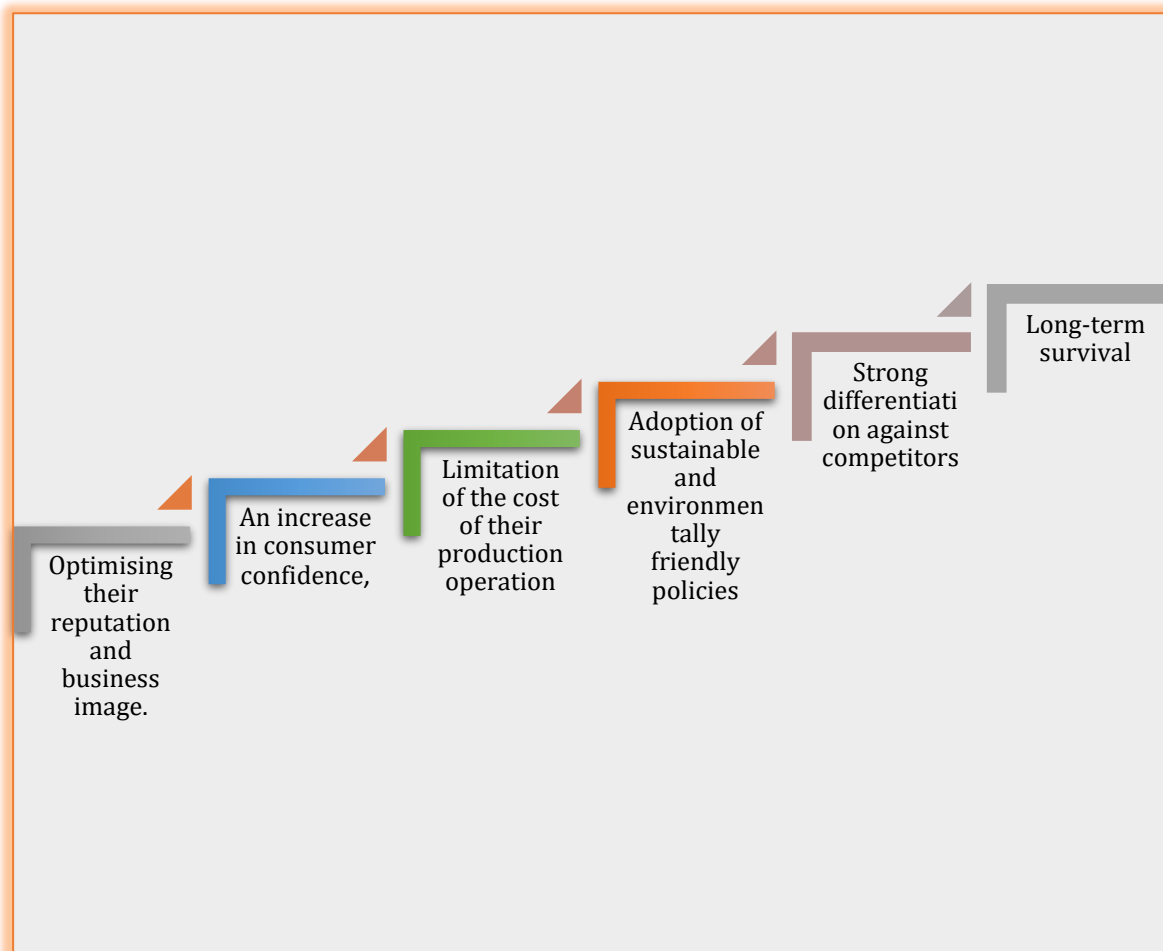 Optimising
their
reputation
and
business
image.
An increase
in consumer
confidence,
Limitation
of the cost
of their
production
operation
Adoption of
sustainable
and
environmen
tally
friendly
policies
Strong
differentiati
on against
competitors
Long-term
survival